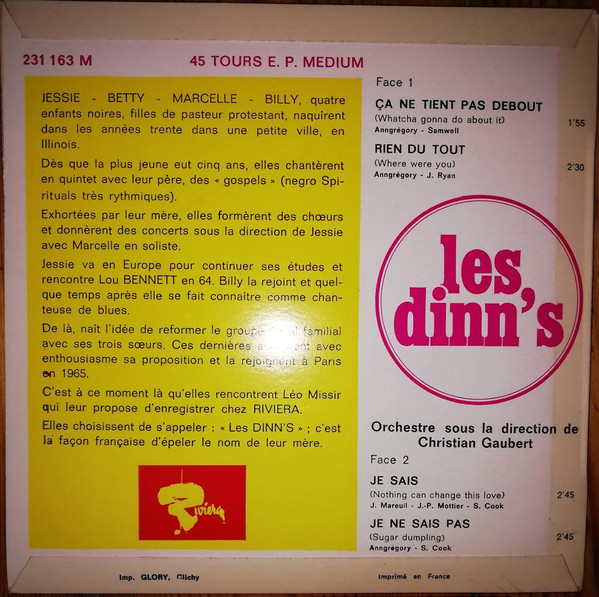 231 163 M
45 TOURS E. P. MEDIUM
JESSIE - BETTY - MARCELLE - BILLY, quatre
enfants noires, filles de pasteur protestant, naquirent
dans les années trente dans une petite ville, en
Illinois.
Dès que la plus jeune eut cinq ans, elles chantèrent
en quintet avec leur père, des « gospels » (negro Spi-
rituals très rythmiques).
Exhortées par leur mère, elles formèrent des chœurs
et donnèrent des concerts sous la direction de Jessie
avec Marcelle en soliste.
Jessie va en Europe pour continuer ses études et
rencontre Lou BENNETT en 64. Billy la rejoint et quel-
que temps après elle se fait connaître comme chan-
teuse de blues.
De là, naît l'idée de reformer le groupe familial
avec ses trois sœurs. Ces dernières avec
enthousiasme sa proposition et la rejoignent à Paris
en 1965.
C'est à ce moment là qu'elles rencontrent Léo Missir
qui leur propose d'enregistrer chez RIVIERA.
Elles choisissent de s'appeler : « Les DINN'S » ; c'est
la façon française d'épeler le nom de leur mère.
Riviera
Face 1
ÇA NE TIENT PAS DEBOUT
(Whatcha gonna do about it) 1'55
Anngrégory - Samwell
RIEN DU TOUT
(Where were you) 2'30
Anngrégory - J. Ryan
les
dinn's
Orchestre sous la direction de
Christian Gaubert
Face 2
JE SAIS
(Nothing can change this love) 2'45
J. Mareuil - J.-P. Mottier - S. Cook
JE NE SAIS PAS
(Sugar dumpling) 2'45
Anngrégory - S. Cook
Imp. GLORY, Clichy
Imprimé en France